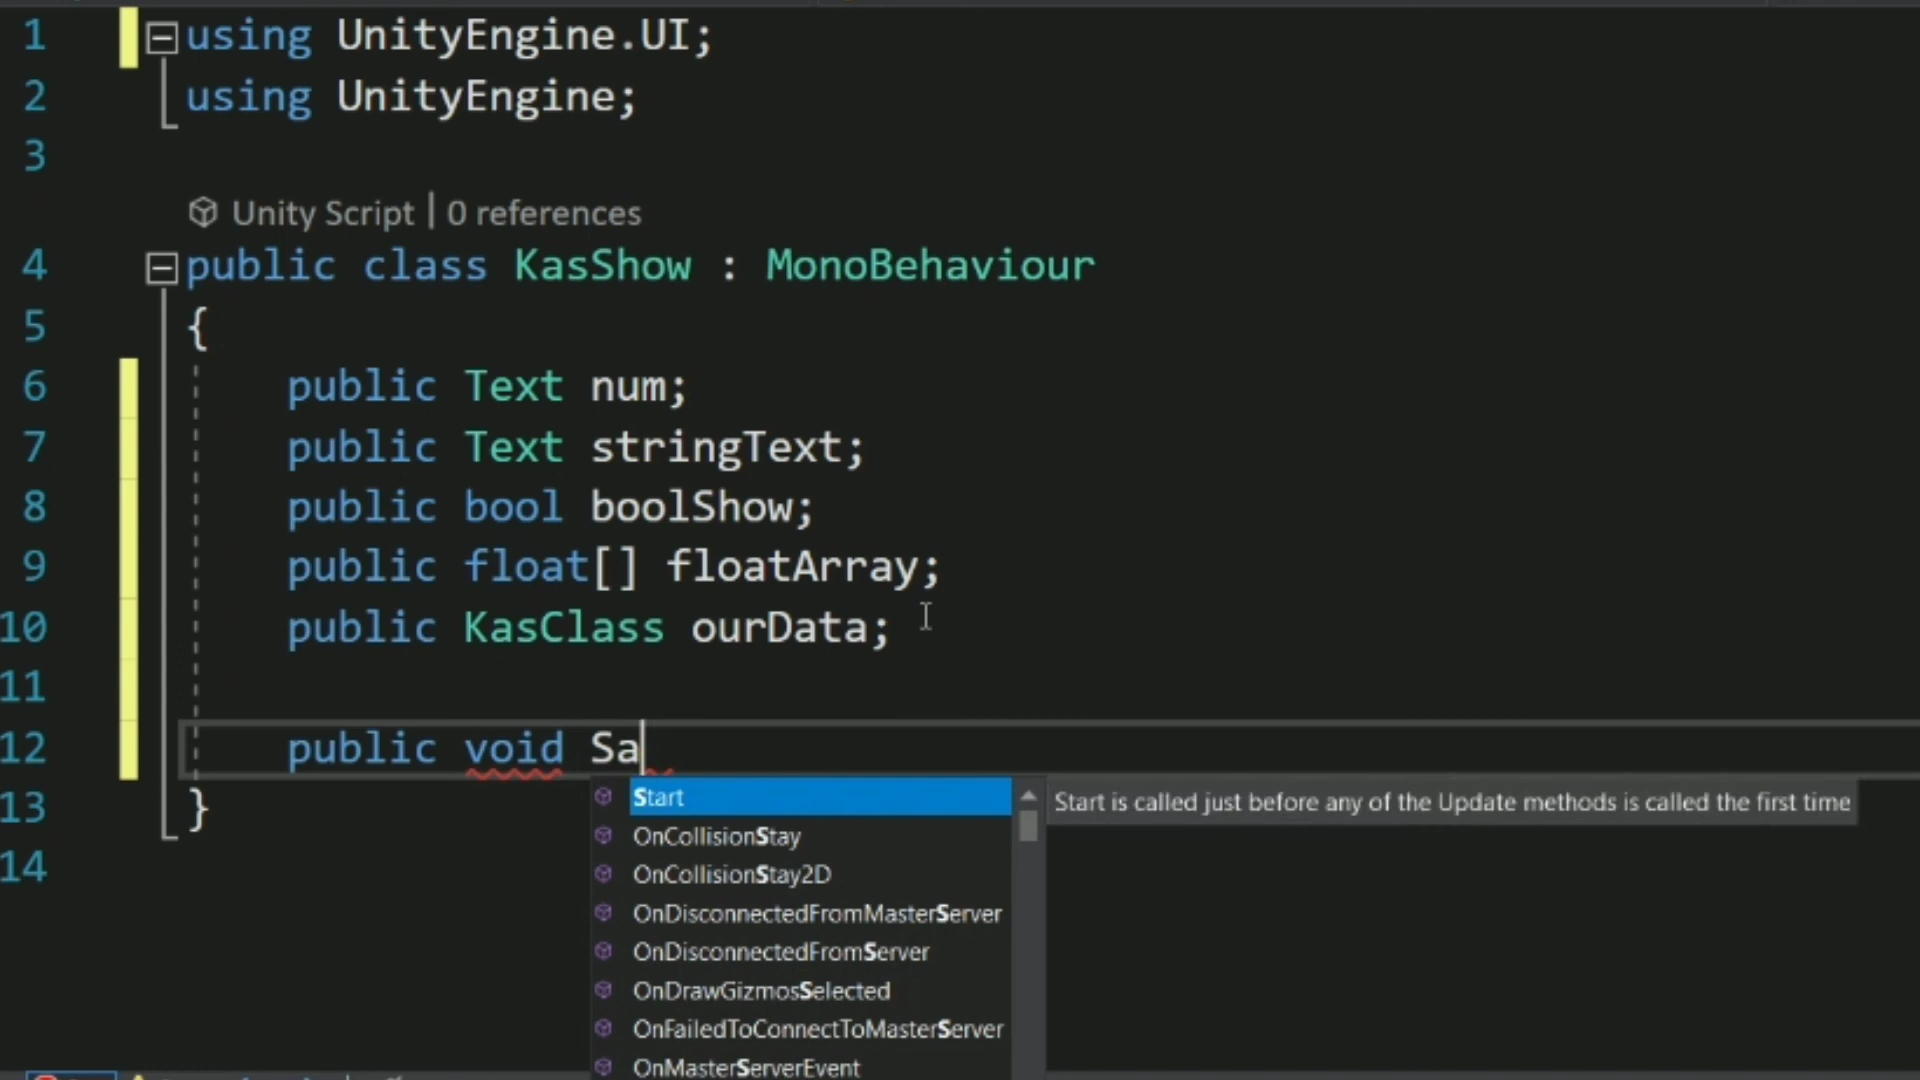 1 using UnityEngine.UI;
2 using UnityEngine;
3
Unity Script | 0 references
4 public class KasShow : MonoBehaviour
5 {
6 public Text num;
7 public Text stringText;
8 public bool boolShow;
9 public float[] floatArray;
10 public KasClass ourData;
11
12 public void Sa
13 }
14
Start
Start is called just before any of the Update methods is called the first time
OnCollisionStay
OnCollisionStay2D
OnDisconnectedFromMasterServer
OnDisconnectedFromServer
OnDrawGizmosSelected
OnFailedToConnectToMasterServer
OnMasterServerEvent